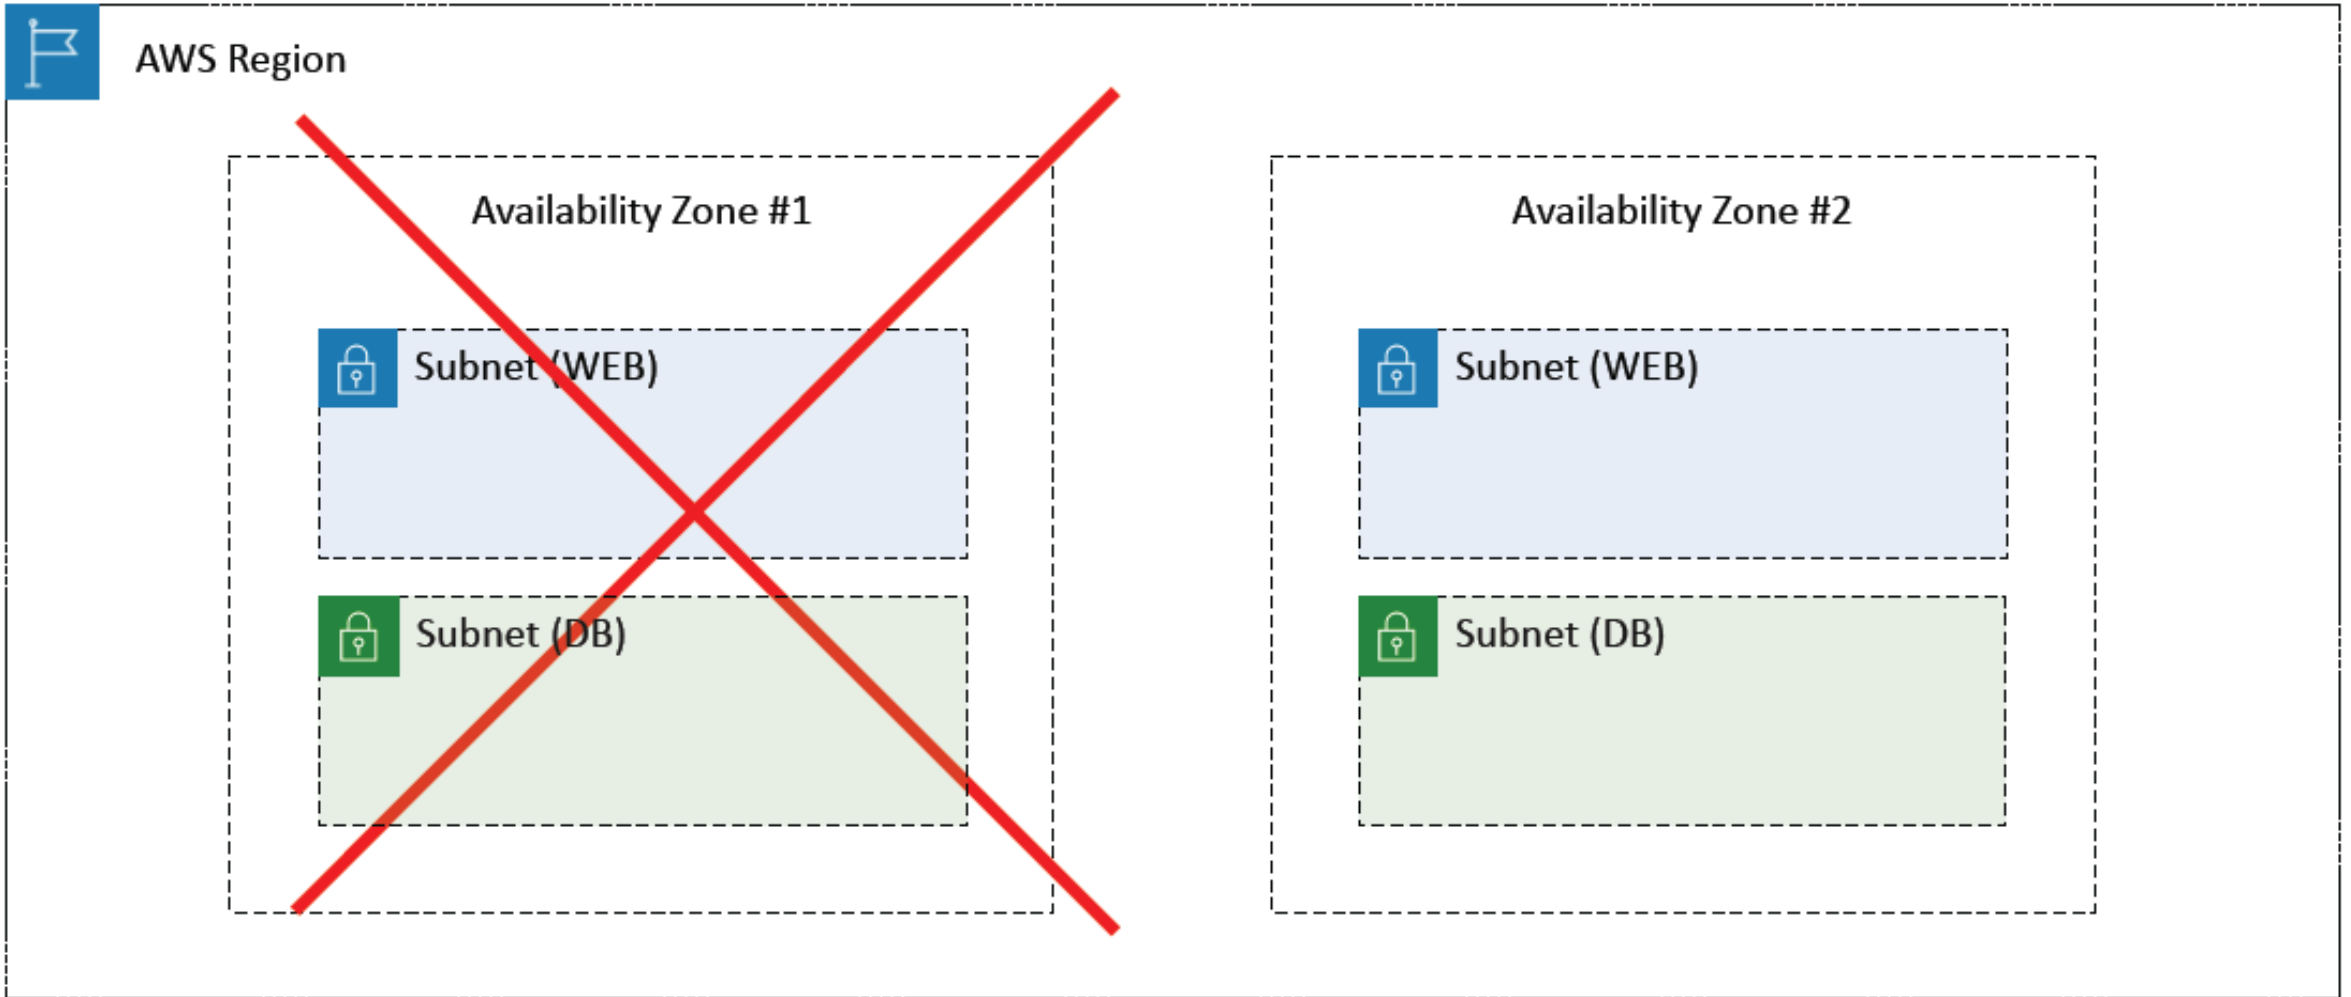 AWS Region
Availability Zone #1
Subnet (WEB)
Subnet (DB)
Availability Zone #2
Subnet (WEB)
Subnet (DB)